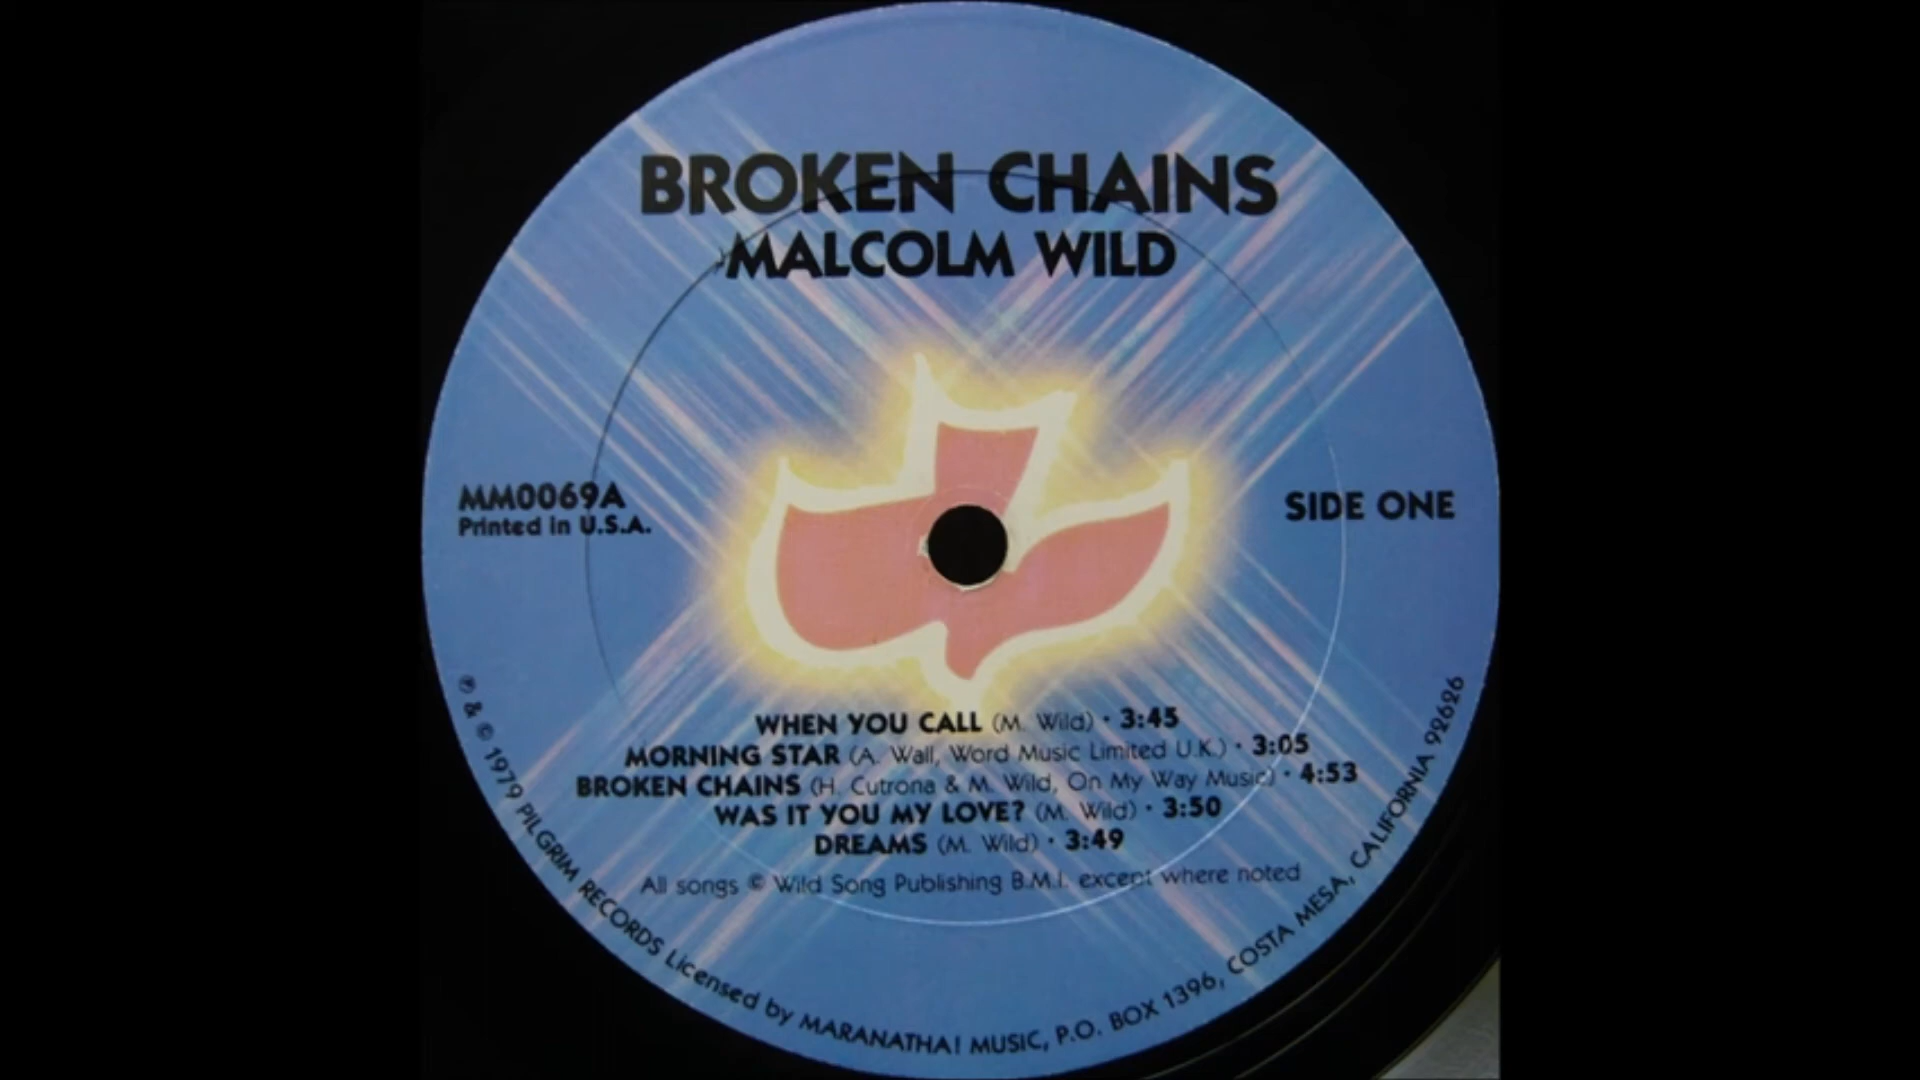 BROKEN CHAINS
MALCOLM WILD
MM0069A
Printed in U.S.A.
SIDE ONE
WHEN YOU CALL (M. Wild) • 3:45
MORNING STAR (A. Wall, Word Music Limited U.K.) • 3:05
BROKEN CHAINS (H. Cutrona & M. Wild, On My Way Music) • 4:53
WAS IT YOU MY LOVE? (M. Wild) • 3:50
DREAMS (M. Wild) • 3:49
All songs © Wild Song Publishing B.M.I. except where noted
℗ & © 1979 PILGRIM RECORDS Licensed by MARANATHA! MUSIC, P.O. BOX 1396, COSTA MESA, CALIFORNIA 92626